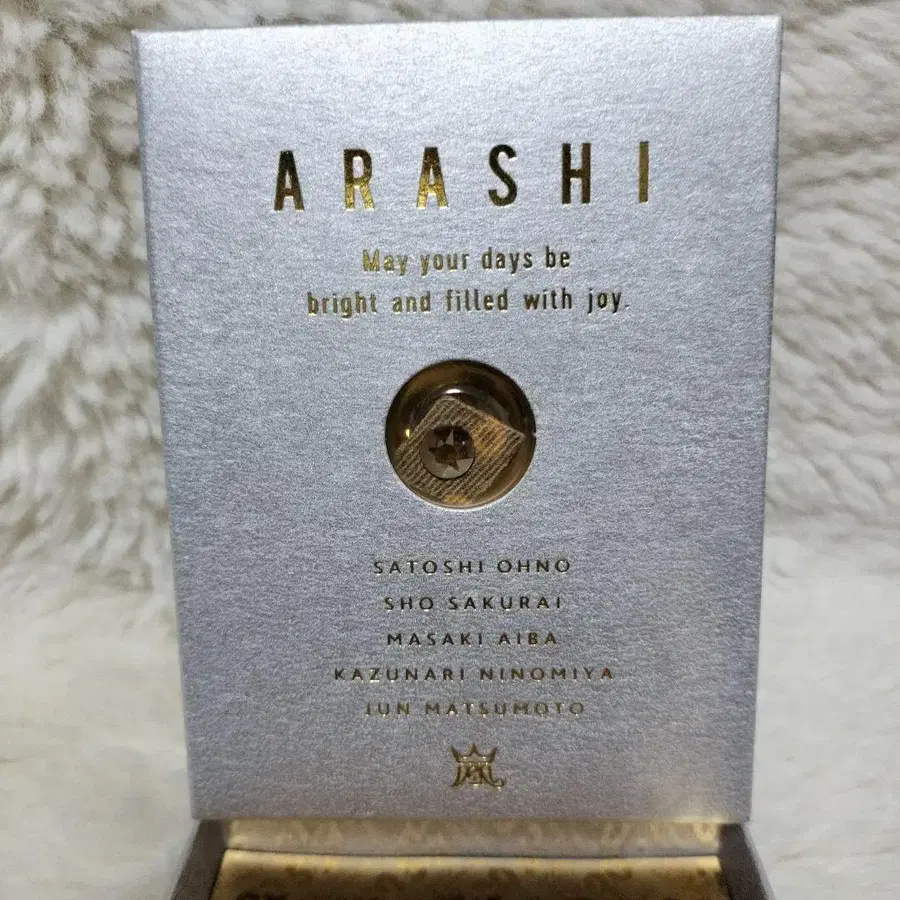 ARASHI
May your days be
bright and filled with joy.
SATOSHI OHNO
SHO SAKURAI
MASAKI AIBA
KAZUNARI NINOMIYA
JUN MATSUMOTO